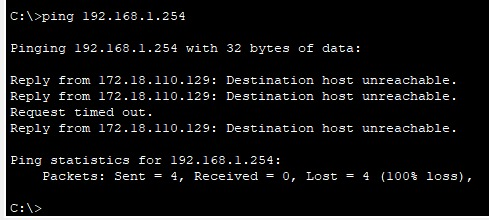 C:\>ping 192.168.1.254
Pinging 192.168.1.254 with 32 bytes of data:
Reply from 172.18.110.129: Destination host unreachable.
Reply from 172.18.110.129: Destination host unreachable.
Request timed out.
Reply from 172.18.110.129: Destination host unreachable.
Ping statistics for 192.168.1.254:
    Packets: Sent = 4, Received = 0, Lost = 4 (100% loss),
C:\>